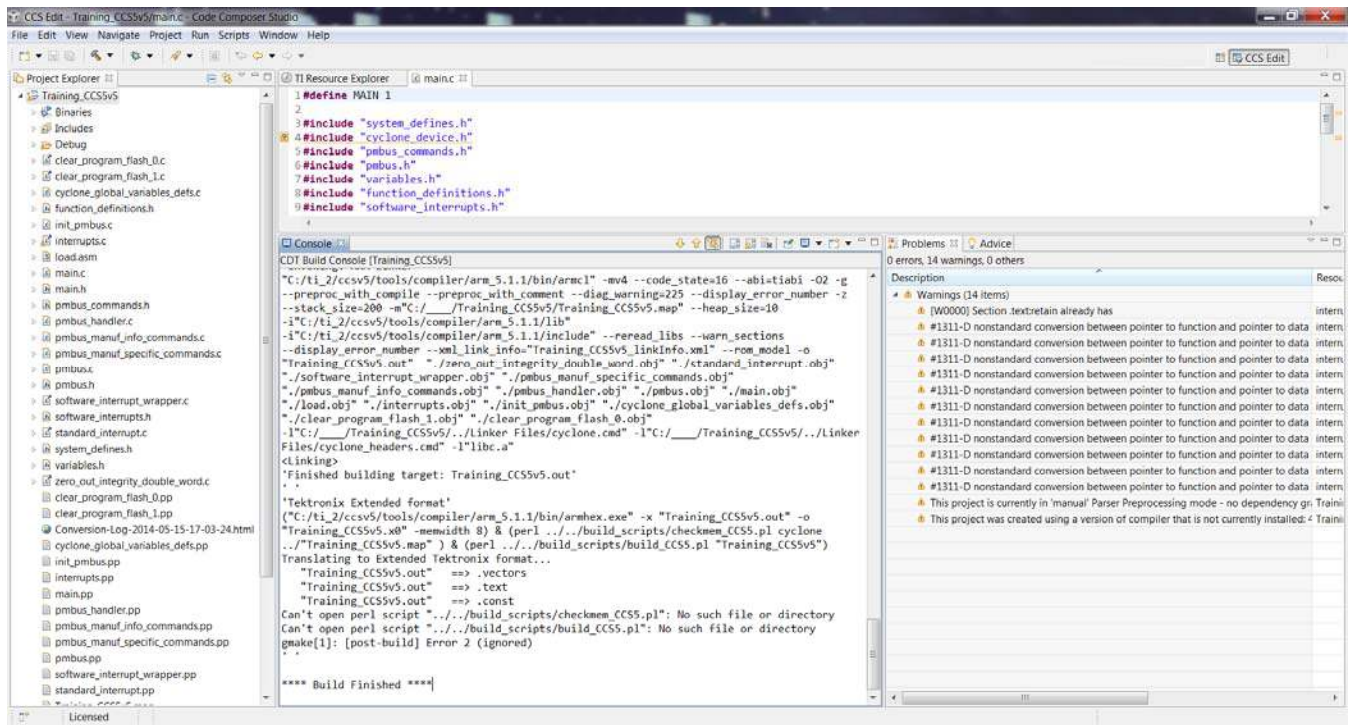 CCS Edit - Training_CCS5v5/main.c - Code Composer Studio
File Edit View Navigate Project Run Scripts Window Help
CCS Edit
Project Explorer
Training_CCS5v5
Binaries
Includes
Debug
clear_program_flash_0.c
clear_program_flash_1.c
cyclone_global_variables_defs.c
function_definitions.h
init_pmbus.c
interrupts.c
load.asm
main.c
main.h
pmbus_commands.h
pmbus_handler.c
pmbus_manuf_info_commands.c
pmbus_manuf_specific_commands.c
pmbus.c
pmbus.h
software_interrupt_wrapper.c
software_interrupts.h
standard_interrupt.c
system_defines.h
variables.h
zero_out_integrity_double_word.c
clear_program_flash_0.pp
clear_program_flash_1.pp
Conversion-Log-2014-05-15-17-03-24.html
cyclone_global_variables_defs.pp
init_pmbus.pp
interrupts.pp
main.pp
pmbus_handler.pp
pmbus_manuf_info_commands.pp
pmbus_manuf_specific_commands.pp
pmbus.pp
software_interrupt_wrapper.pp
standard_interrupt.pp
TI Resource Explorer main.c
1 #define MAIN 1
2
3 #include "system_defines.h"
4 #include "cyclone_device.h"
5 #include "pmbus_commands.h"
6 #include "pmbus.h"
7 #include "variables.h"
8 #include "function_definitions.h"
9 #include "software_interrupts.h"
Console
CDT Build Console [Training_CCS5v5]
"C:/ti_2/ccsv5/tools/compiler/arm_5.1.1/bin/armcl" -mv4 --code_state=16 --abi=tiabi -O2 -g
--preproc_with_compile --preproc_with_comment --diag_warning=225 --display_error_number -z
--stack_size=200 -m"C:/____/Training_CCS5v5/Training_CCS5v5.map" --heap_size=10
-i"C:/ti_2/ccsv5/tools/compiler/arm_5.1.1/lib"
-i"C:/ti_2/ccsv5/tools/compiler/arm_5.1.1/include" --reread_libs --warn_sections
--display_error_number --xml_link_info="Training_CCS5v5_linkInfo.xml" --rom_model -o
"Training_CCS5v5.out" "./zero_out_integrity_double_word.obj" "./standard_interrupt.obj"
"./software_interrupt_wrapper.obj" "./pmbus_manuf_specific_commands.obj"
"./pmbus_manuf_info_commands.obj" "./pmbus_handler.obj" "./pmbus.obj" "./main.obj"
"./load.obj" "./interrupts.obj" "./init_pmbus.obj" "./cyclone_global_variables_defs.obj"
"./clear_program_flash_1.obj" "./clear_program_flash_0.obj"
-l"C:/____/Training_CCS5v5/../Linker Files/cyclone.cmd" -l"C:/____/Training_CCS5v5/../Linker
Files/cyclone_headers.cmd" -l"libc.a"
<Linking>
'Finished building target: Training_CCS5v5.out'
' '
'Tektronix Extended format'
("C:/ti_2/ccsv5/tools/compiler/arm_5.1.1/bin/armhex.exe" -x "Training_CCS5v5.out" -o
"Training_CCS5v5.x0" -memwidth 8) & (perl ../../build_scripts/checkmem_CCS5.pl cyclone
../"Training_CCS5v5.map" ) & (perl ../../build_scripts/build_CCS5.pl "Training_CCS5v5")
Translating to Extended Tektronix format...
"Training_CCS5v5.out" ==> .vectors
"Training_CCS5v5.out" ==> .text
"Training_CCS5v5.out" ==> .const
Can't open perl script "../../build_scripts/checkmem_CCS5.pl": No such file or directory
Can't open perl script "../../build_scripts/build_CCS5.pl": No such file or directory
gmake[1]: [post-build] Error 2 (ignored)
' '
**** Build Finished ****
Problems Advice
0 errors, 14 warnings, 0 others
Description Resou
Warnings (14 items)
[W0000] Section .text:retain already has intern
#1311-D nonstandard conversion between pointer to function and pointer to data intern
#1311-D nonstandard conversion between pointer to function and pointer to data intern
#1311-D nonstandard conversion between pointer to function and pointer to data intern
#1311-D nonstandard conversion between pointer to function and pointer to data intern
#1311-D nonstandard conversion between pointer to function and pointer to data intern
#1311-D nonstandard conversion between pointer to function and pointer to data intern
#1311-D nonstandard conversion between pointer to function and pointer to data intern
#1311-D nonstandard conversion between pointer to function and pointer to data intern
#1311-D nonstandard conversion between pointer to function and pointer to data intern
#1311-D nonstandard conversion between pointer to function and pointer to data intern
#1311-D nonstandard conversion between pointer to function and pointer to data intern
This project is currently in 'manual' Parser Preprocessing mode - no dependency gr Traini
This project was created using a version of compiler that is not currently installed: 4 Traini
Licensed